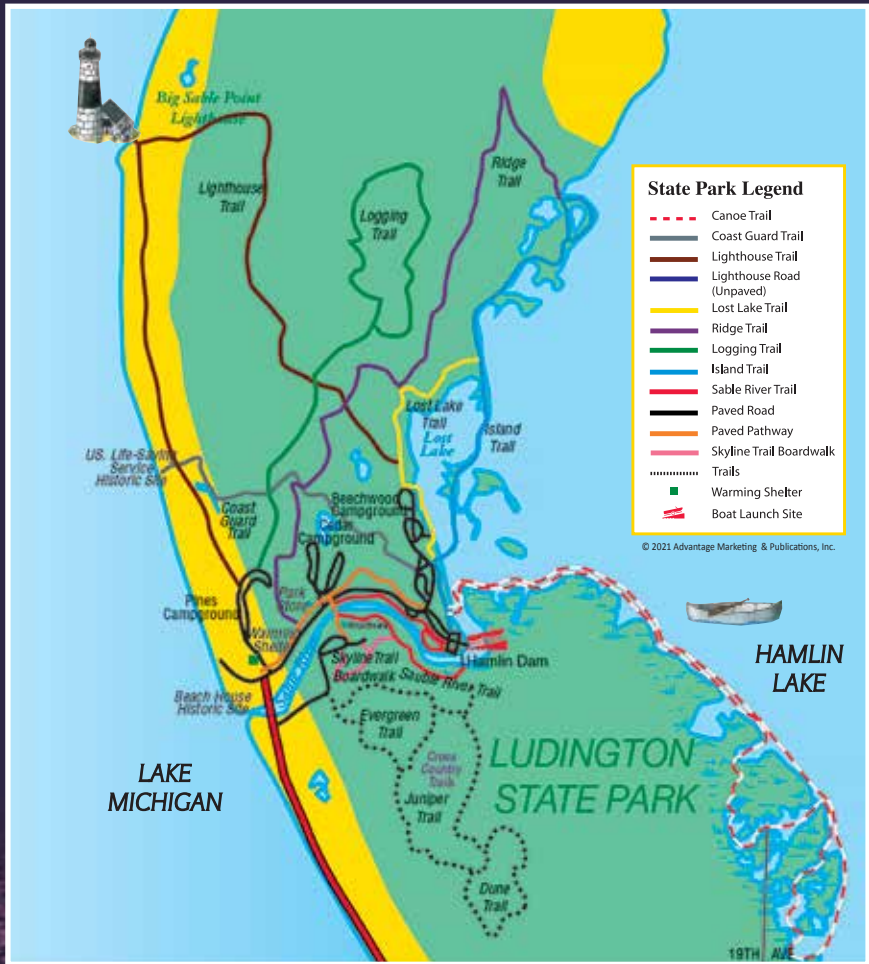 Big Sable Point
Lighthouse
Lighthouse
Trail
Logging
Trail
Ridge
Trail
State Park Legend
Canoe Trail
Coast Guard Trail
Lighthouse Trail
Lighthouse Road
(Unpaved)
Lost Lake Trail
Ridge Trail
Logging Trail
Island Trail
Sable River Trail
Paved Road
Paved Pathway
Skyline Trail Boardwalk
Trails
Warming Shelter
Boat Launch Site
© 2021 Advantage Marketing & Publications, Inc.
Lost Lake
Trail
Lost
Lake
Island
Trail
US. Life-Saving
Service
Historic Site
Coast
Guard
Trail
Beechwood
Campground
Cedar
Campground
Pines
Campground
Park
Store
Warming
Shelter
Skyline Trail
Boardwalk
River Trail
Hamlin Dam
Beach House
Historic Site
Evergreen
Trail
Cross
Country
Trails
Juniper
Trail
Dune
Trail
LUDINGTON
STATE PARK
HAMLIN
LAKE
LAKE
MICHIGAN
19TH AVE